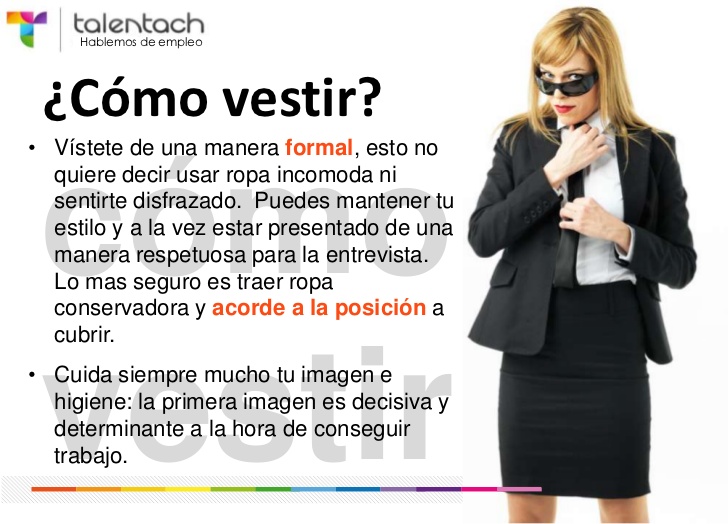 talentach
Hablemos de empleo
¿Cómo vestir?
cómo
vestir
• Vístete de una manera formal, esto no
quiere decir usar ropa incomoda ni
sentirte disfrazado. Puedes mantener tu
estilo y a la vez estar presentado de una
manera respetuosa para la entrevista.
Lo mas seguro es traer ropa
conservadora y acorde a la posición a
cubrir.
• Cuida siempre mucho tu imagen e
higiene: la primera imagen es decisiva y
determinante a la hora de conseguir
trabajo.